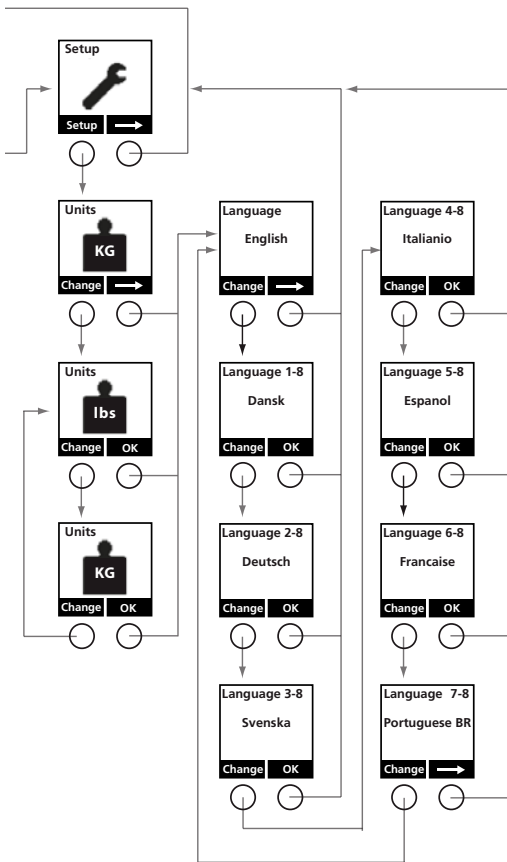 Setup
Setup
Units
KG
Change
Units
lbs
Change OK
Units
KG
Change OK
Language
English
Change
Language 1-8
Dansk
Change OK
Language 2-8
Deutsch
Change OK
Language 3-8
Svenska
Change OK
Language 4-8
Italianio
Change OK
Language 5-8
Espanol
Change OK
Language 6-8
Francaise
Change OK
Language 7-8
Portuguese BR
Change